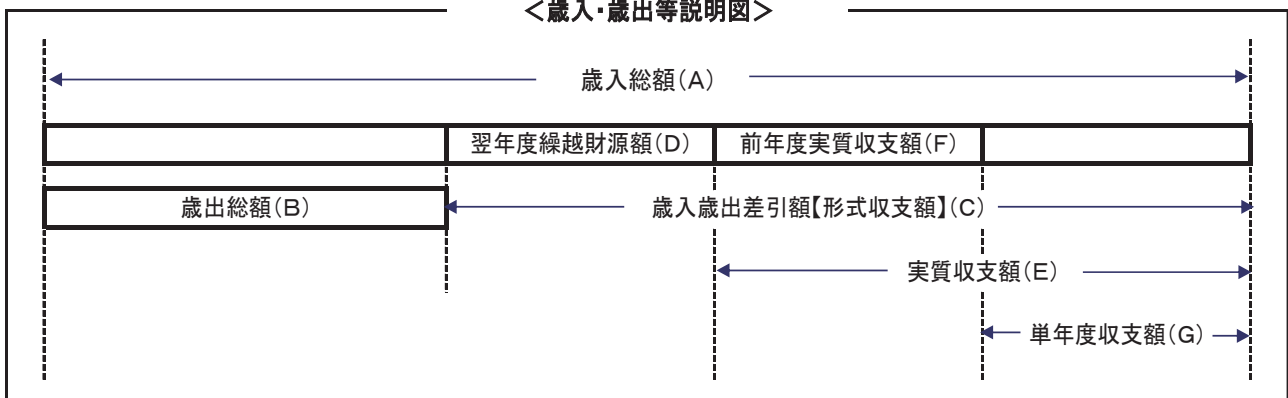 ＜歳入・歳出等説明図＞
歳入総額（A）
翌年度繰越財源額（D）
前年度実質収支額（F）
歳出総額（B）
歳入歳出差引額【形式収支額】（C）
実質収支額（E）
単年度収支額（G）